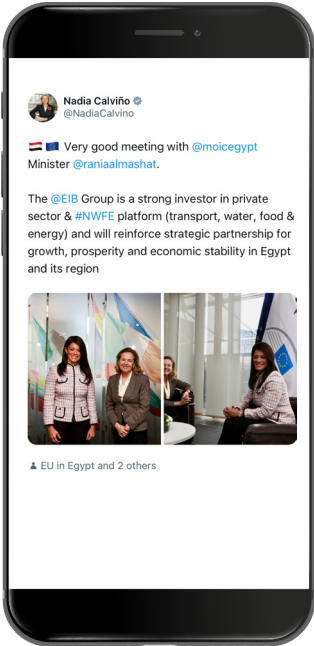 Nadia Calviño
@NadiaCalvino
🇪🇬 🇪🇺 Very good meeting with @moicegypt
Minister @raniaalmashat.
The @EIB Group is a strong investor in private
sector & #NWFE platform (transport, water, food &
energy) and will reinforce strategic partnership for
growth, prosperity and economic stability in Egypt
and its region
EU in Egypt and 2 others